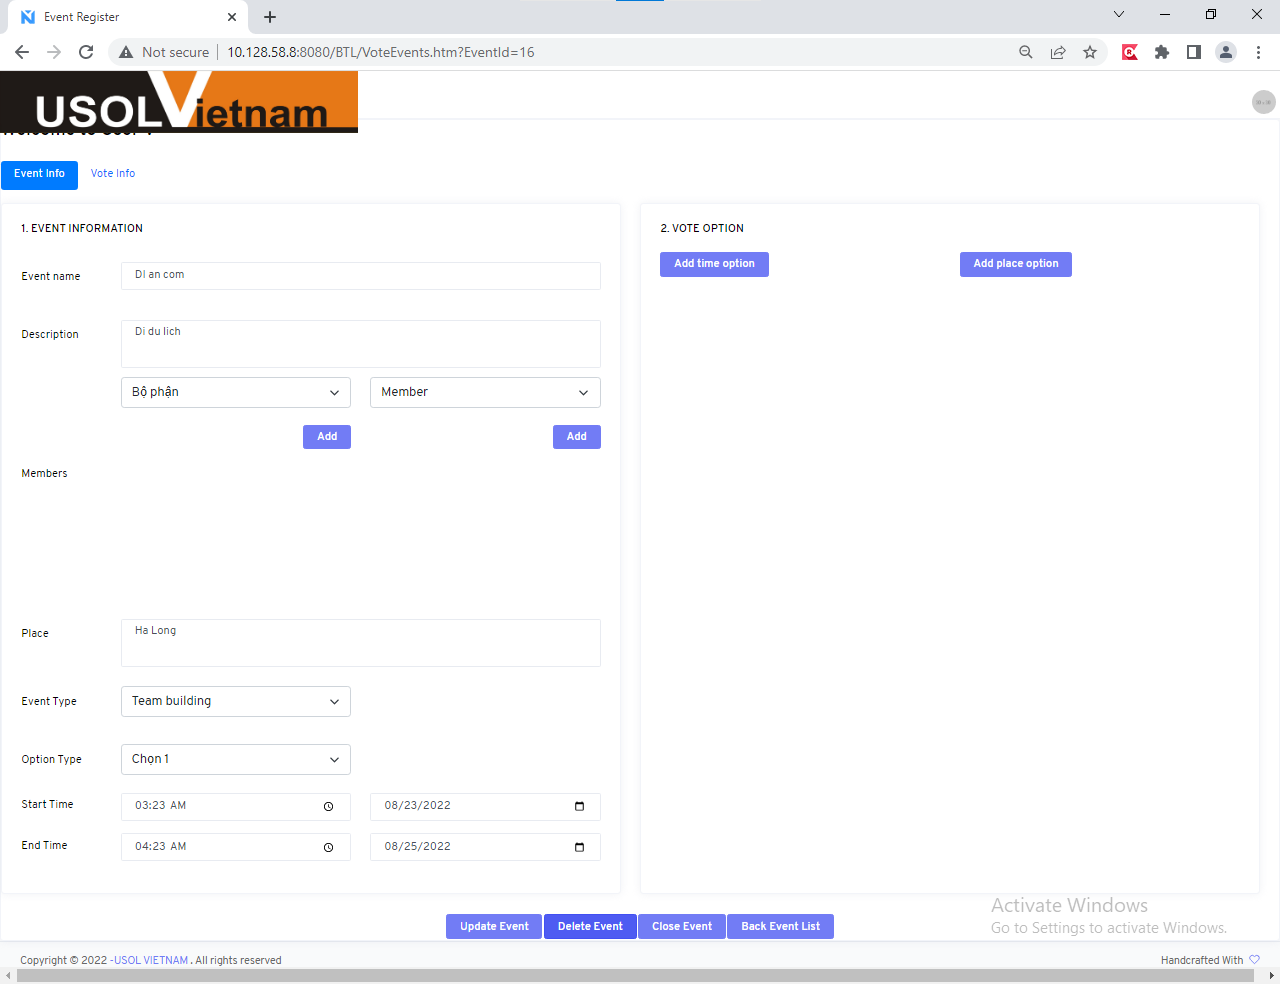 Event Register
Not secure
10.128.58.8:8080/BTL/VoteEvents.htm?EventId=16
USOL Vietnam
Event Info
Vote Info
1. EVENT INFORMATION
Event name
DI an com
Description
Di du lich
Bộ phận
Member
Add
Add
Members
Place
Ha Long
Event Type
Team building
Option Type
Chọn 1
Start Time
03:23 AM
08/23/2022
End Time
04:23 AM
08/25/2022
2. VOTE OPTION
Add time option
Add place option
Update Event
Delete Event
Close Event
Back Event List
Activate Windows
Go to Settings to activate Windows.
Copyright © 2022 -USOL VIETNAM . All rights reserved
Handcrafted With